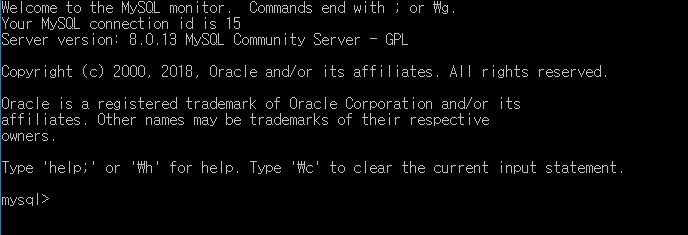 Welcome to the MySQL monitor.  Commands end with ; or ₩g.
Your MySQL connection id is 15
Server version: 8.0.13 MySQL Community Server - GPL
Copyright (c) 2000, 2018, Oracle and/or its affiliates. All rights reserved.
Oracle is a registered trademark of Oracle Corporation and/or its
affiliates. Other names may be trademarks of their respective
owners.
Type 'help;' or '₩h' for help. Type '₩c' to clear the current input statement.
mysql>